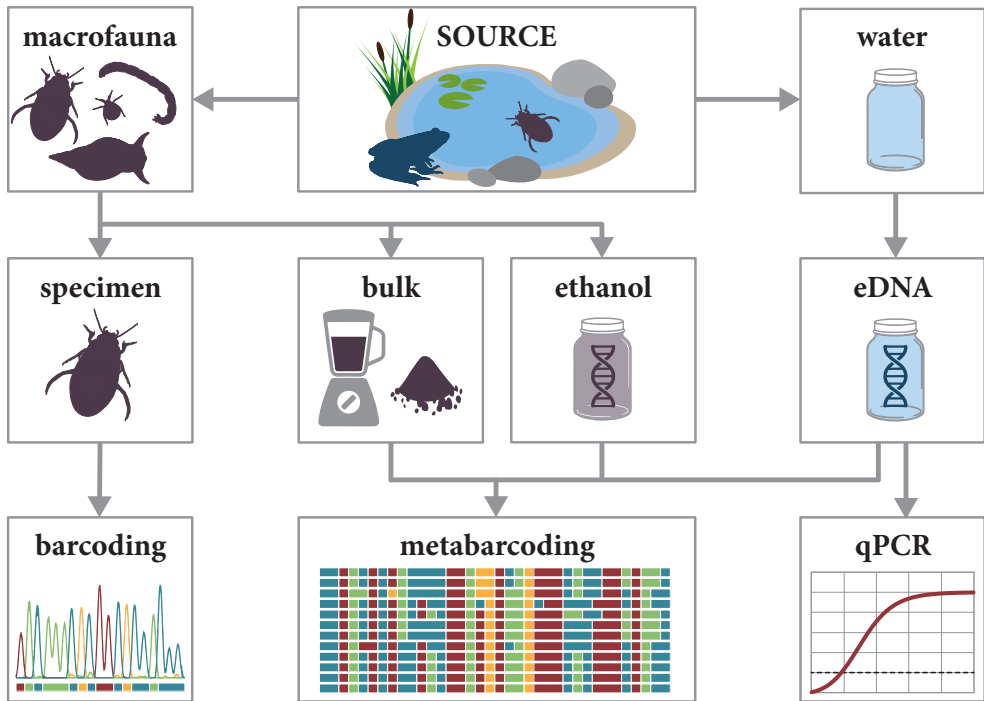 macrofauna
SOURCE
water
specimen
bulk
ethanol
eDNA
barcoding
metabarcoding
qPCR